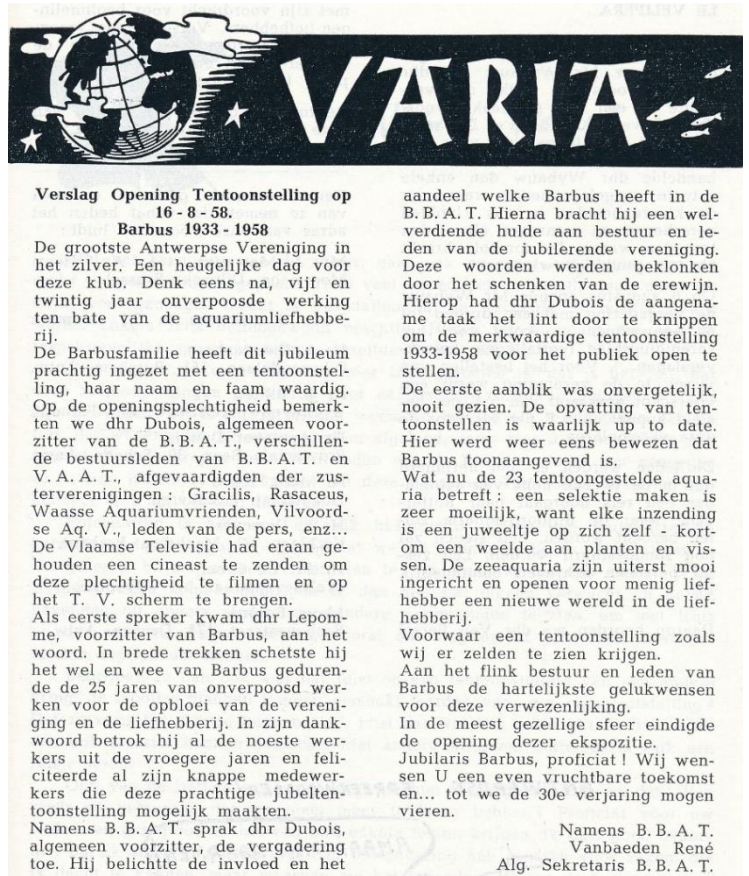 LE VELIFERA
VARIA
Verslag Opening Tentoonstelling op
16 - 8 - 58.
Barbus 1933 - 1958
De grootste Antwerpse Vereniging in
het zilver. Een heugelijke dag voor
deze klub. Denk eens na, vijf en
twintig jaar onverpoosde werking
ten bate van de aquariumliefhebbe-
rij.
De Barbusfamilie heeft dit jubileum
prachtig ingezet met een tentoonstel-
ling, haar naam en faam waardig.
Op de openingsplechtigheid bemerk-
ten we dhr Dubois, algemeen voor-
zitter van de B. B. A. T., verschillen-
de bestuursleden van B. B. A. T. en
V. A. A. T., afgevaardigden der zus-
terverenigingen : Gracilis, Rasaceus,
Waasse Aquariumvrienden, Vilvoord-
se Aq. V., leden van de pers, enz...
De Vlaamse Televisie had eraan ge-
houden een cineast te zenden om
deze plechtigheid te filmen en op
het T. V. scherm te brengen.
Als eerste spreker kwam dhr Lepom-
me, voorzitter van Barbus, aan het
woord. In brede trekken schetste hij
het wel en wee van Barbus geduren-
de de 25 jaren van onverpoosd wer-
ken voor de opbloei van de vereni-
ging en de liefhebberij. In zijn dank-
woord betrok hij al de noeste wer-
kers uit de vroegere jaren en feli-
citeerde al zijn knappe medewer-
kers die deze prachtige jubelten-
toonstelling mogelijk maakten.
Namens B. B. A. T. sprak dhr Dubois,
algemeen voorzitter, de vergadering
toe. Hij belichtte de invloed en het
aandeel welke Barbus heeft in de
B. B. A. T. Hierna bracht hij een wel-
verdiende hulde aan bestuur en le-
den van de jubilerende vereniging.
Deze woorden werden beklonken
door het schenken van de erewijn.
Hierop had dhr Dubois de aangena-
me taak het lint door te knippen
om de merkwaardige tentoonstelling
1933-1958 voor het publiek open te
stellen.
De eerste aanblik was onvergetelijk,
nooit gezien. De opvatting van ten-
toonstellen is waarlijk up to date.
Hier werd weer eens bewezen dat
Barbus toonaangevend is.
Wat nu de 23 tentoongestelde aqua-
ria betreft : een selektie maken is
zeer moeilijk, want elke inzending
is een juweeltje op zich zelf : kort-
om een weelde aan planten en vis-
sen. De zeeaquaria zijn uiterst mooi
ingericht en openen voor menig lief-
hebber een nieuwe wereld in de lief-
hebberij.
Voorwaar een tentoonstelling zoals
wij er zelden te zien krijgen.
Aan het flink bestuur en leden van
Barbus de hartelijkste gelukwensen
voor deze verwezenlijking.
In de meest gezellige sfeer eindigde
de opening dezer ekspozitie.
Jubilaris Barbus, proficiat ! Wij wen-
sen U een even vruchtbare toekomst
en... tot we de 30e verjaring mogen
vieren.
Namens B. B. A. T.
Vanbaeden René
Alg. Sekretaris B. B. A. T.